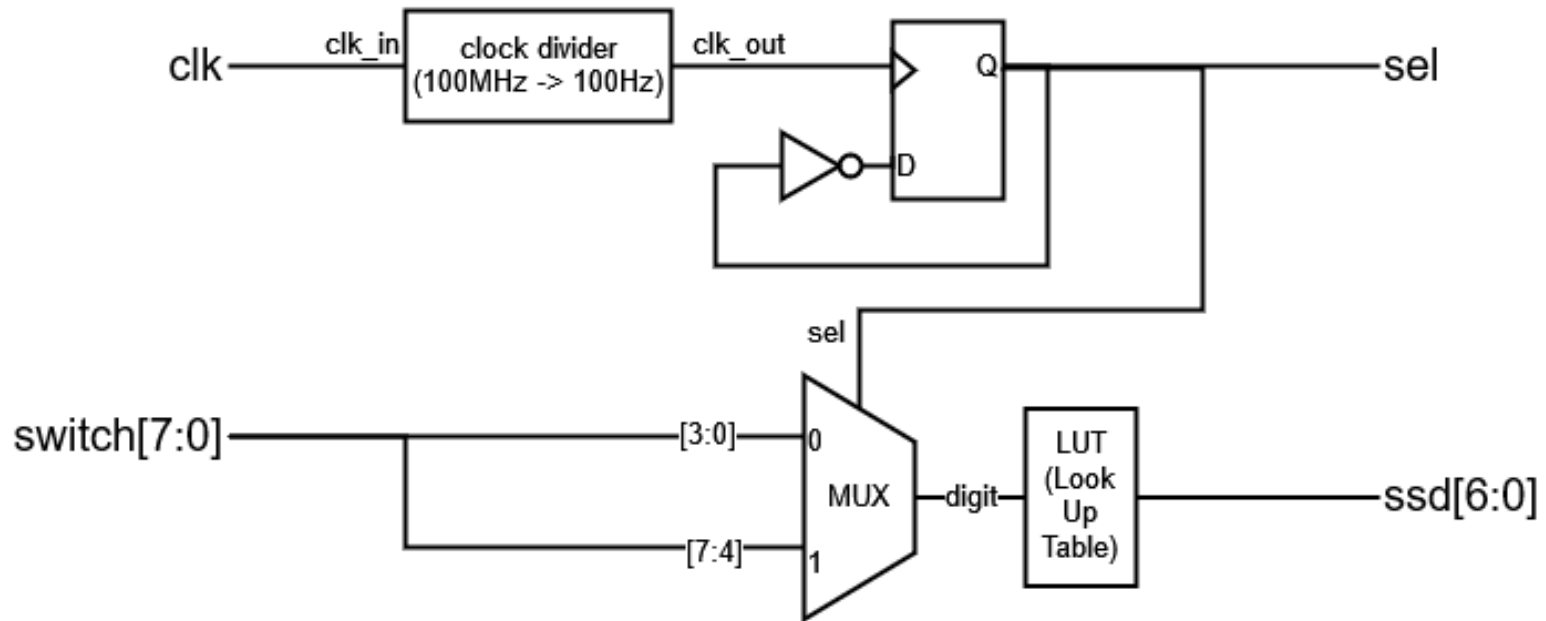 clk
clk_in
clock divider
(100MHz -> 100Hz)
clk_out
Q
D
sel
sel
switch[7:0]
[3:0]
[7:4]
0
1
MUX
digit
LUT
(Look
Up
Table)
ssd[6:0]